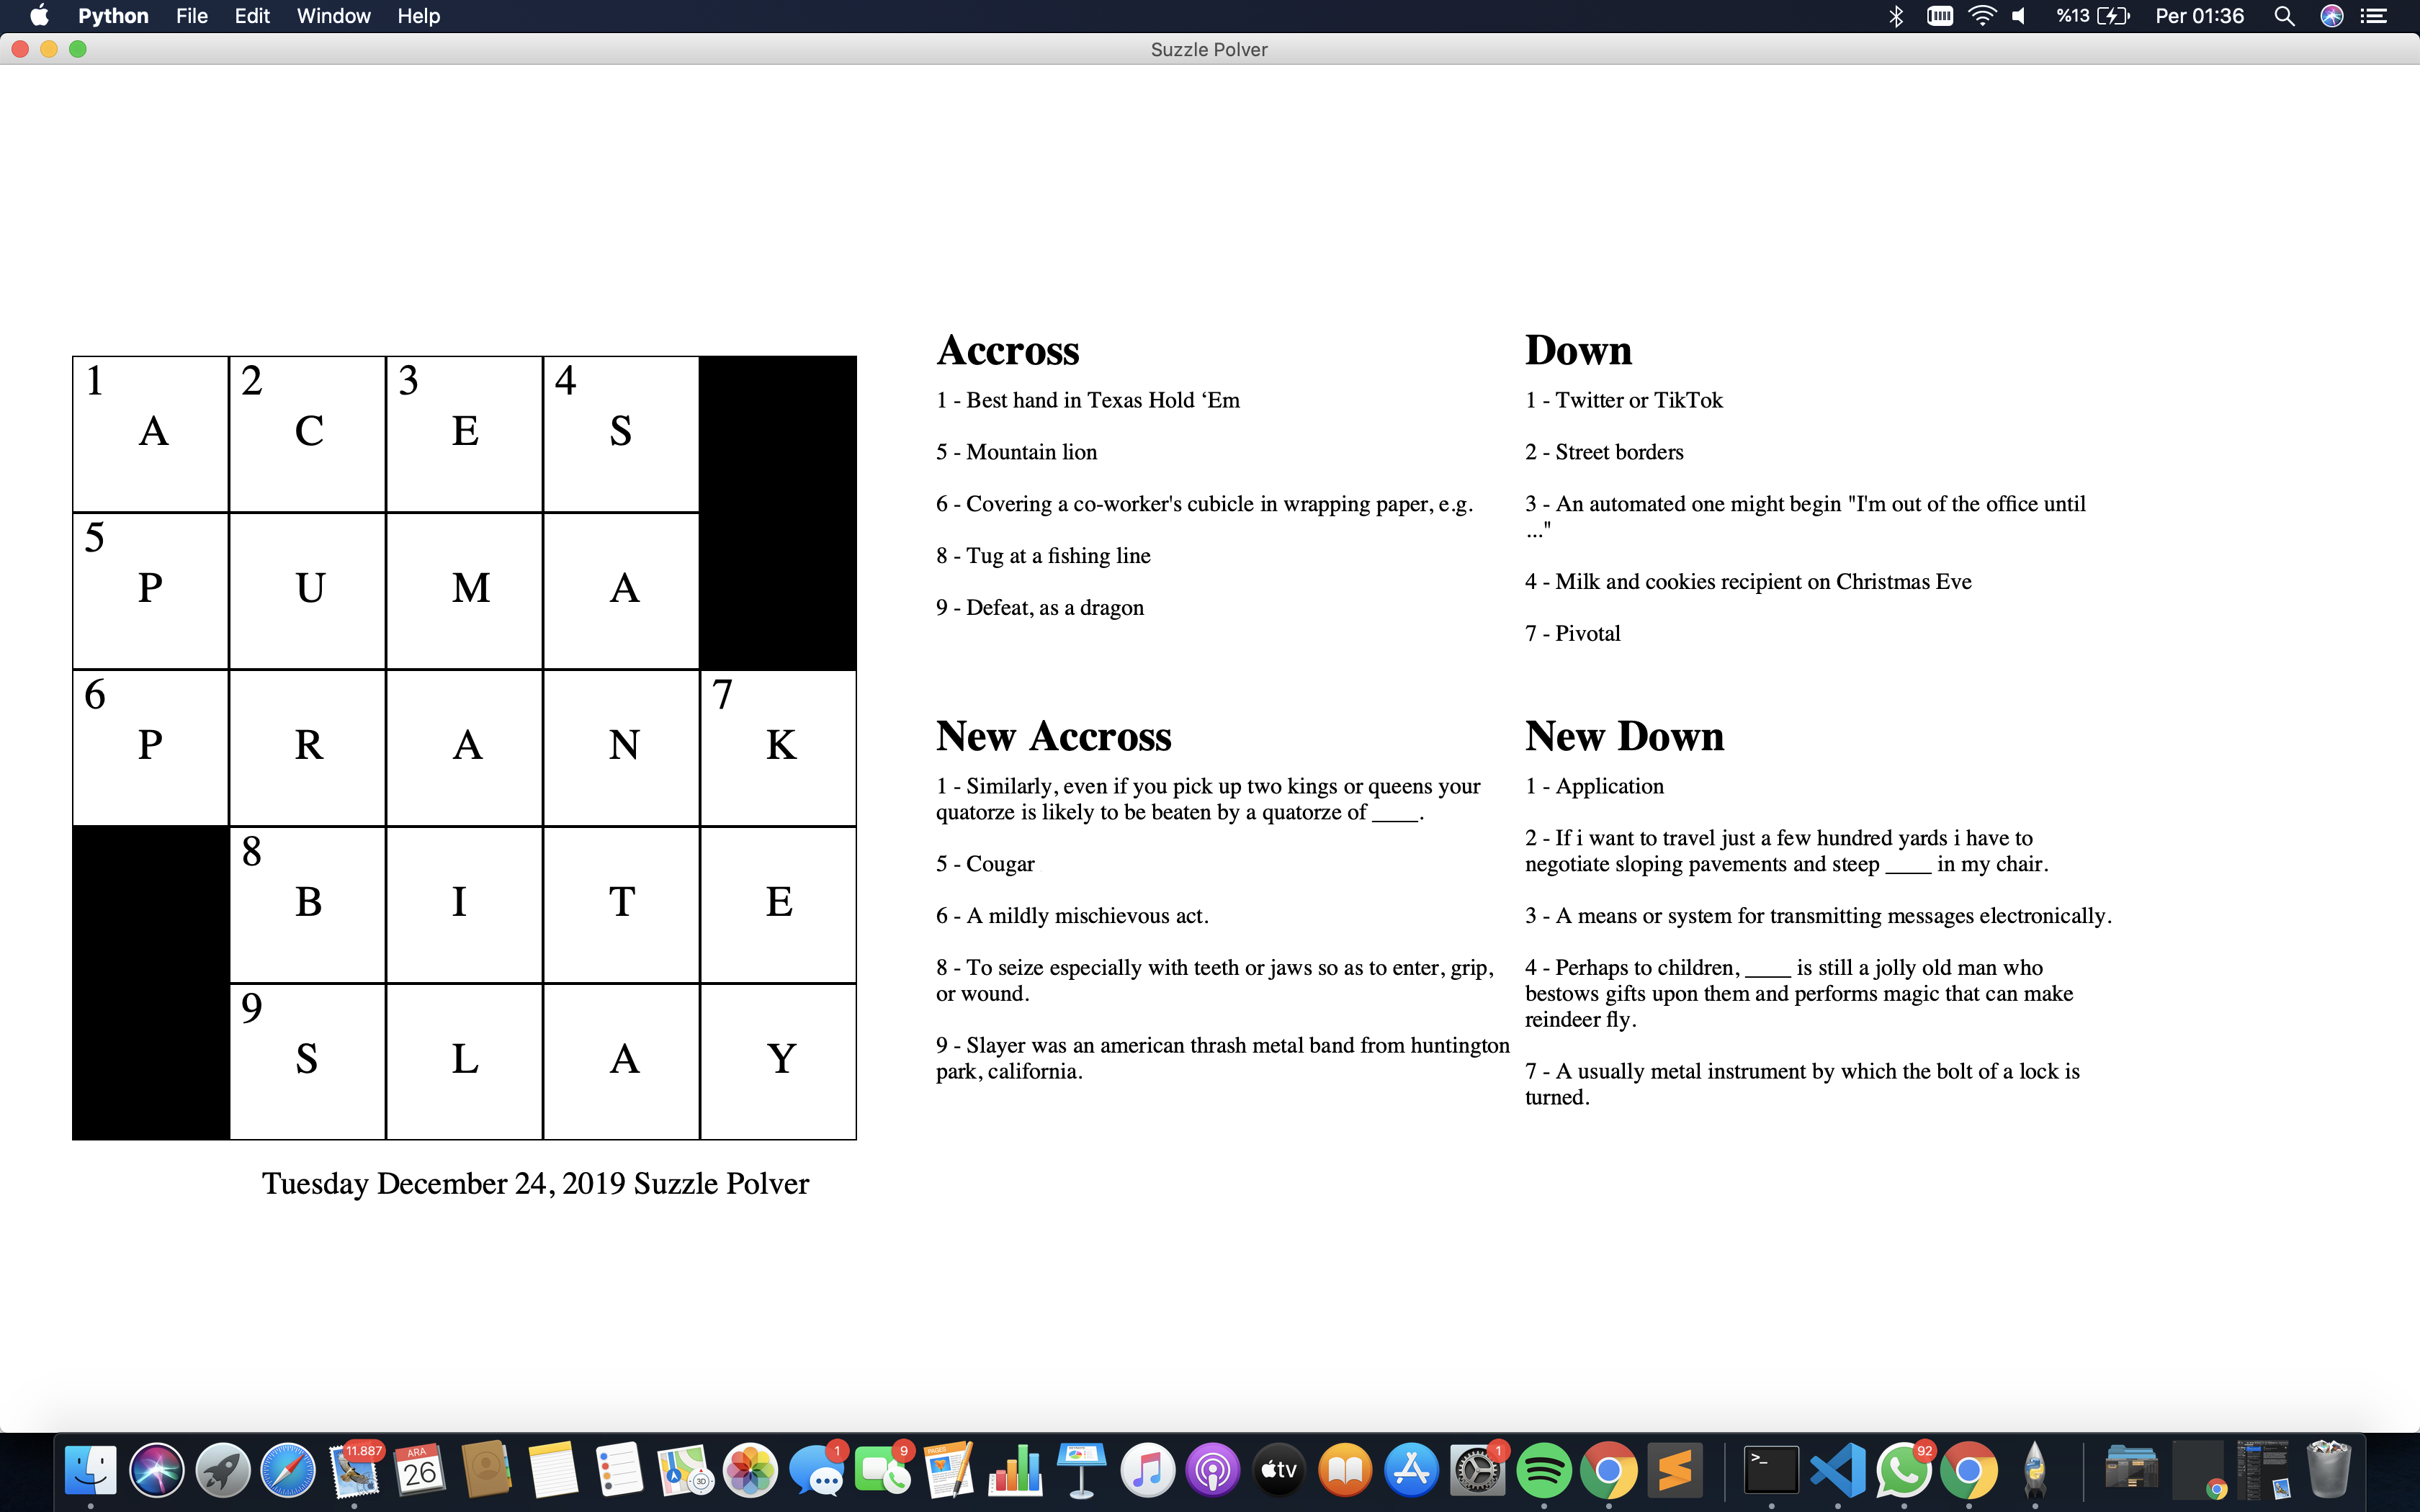 Python File Edit Window Help %13 Per 01:36
Suzzle Polver
1 2 3 4
A C E S
5
P U M A
6 7
P R A N K
8
B I T E
9
S L A Y
Tuesday December 24, 2019 Suzzle Polver
Accross
1 - Best hand in Texas Hold ‘Em
5 - Mountain lion
6 - Covering a co-worker's cubicle in wrapping paper, e.g.
8 - Tug at a fishing line
9 - Defeat, as a dragon
Down
1 - Twitter or TikTok
2 - Street borders
3 - An automated one might begin "I'm out of the office until
..."
4 - Milk and cookies recipient on Christmas Eve
7 - Pivotal
New Accross
1 - Similarly, even if you pick up two kings or queens your
quatorze is likely to be beaten by a quatorze of ____.
5 - Cougar
6 - A mildly mischievous act.
8 - To seize especially with teeth or jaws so as to enter, grip,
or wound.
9 - Slayer was an american thrash metal band from huntington
park, california.
New Down
1 - Application
2 - If i want to travel just a few hundred yards i have to
negotiate sloping pavements and steep ____ in my chair.
3 - A means or system for transmitting messages electronically.
4 - Perhaps to children, ____ is still a jolly old man who
bestows gifts upon them and performs magic that can make
reindeer fly.
7 - A usually metal instrument by which the bolt of a lock is
turned.
11.887 ARA 26 3D 1 9 PAGES tv 1 >_ 92